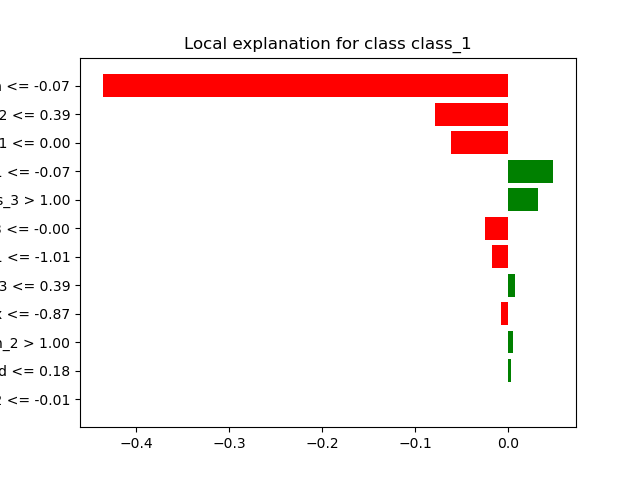 Local explanation for class class_1
<= -0.07
2 <= 0.39
1 <= 0.00
<= -0.07
s_3 > 1.00
<= -0.00
<= -1.01
3 <= 0.39
<= -0.87
_2 > 1.00
d <= 0.18
<= -0.01
−0.4 −0.3 −0.2 −0.1 0.0